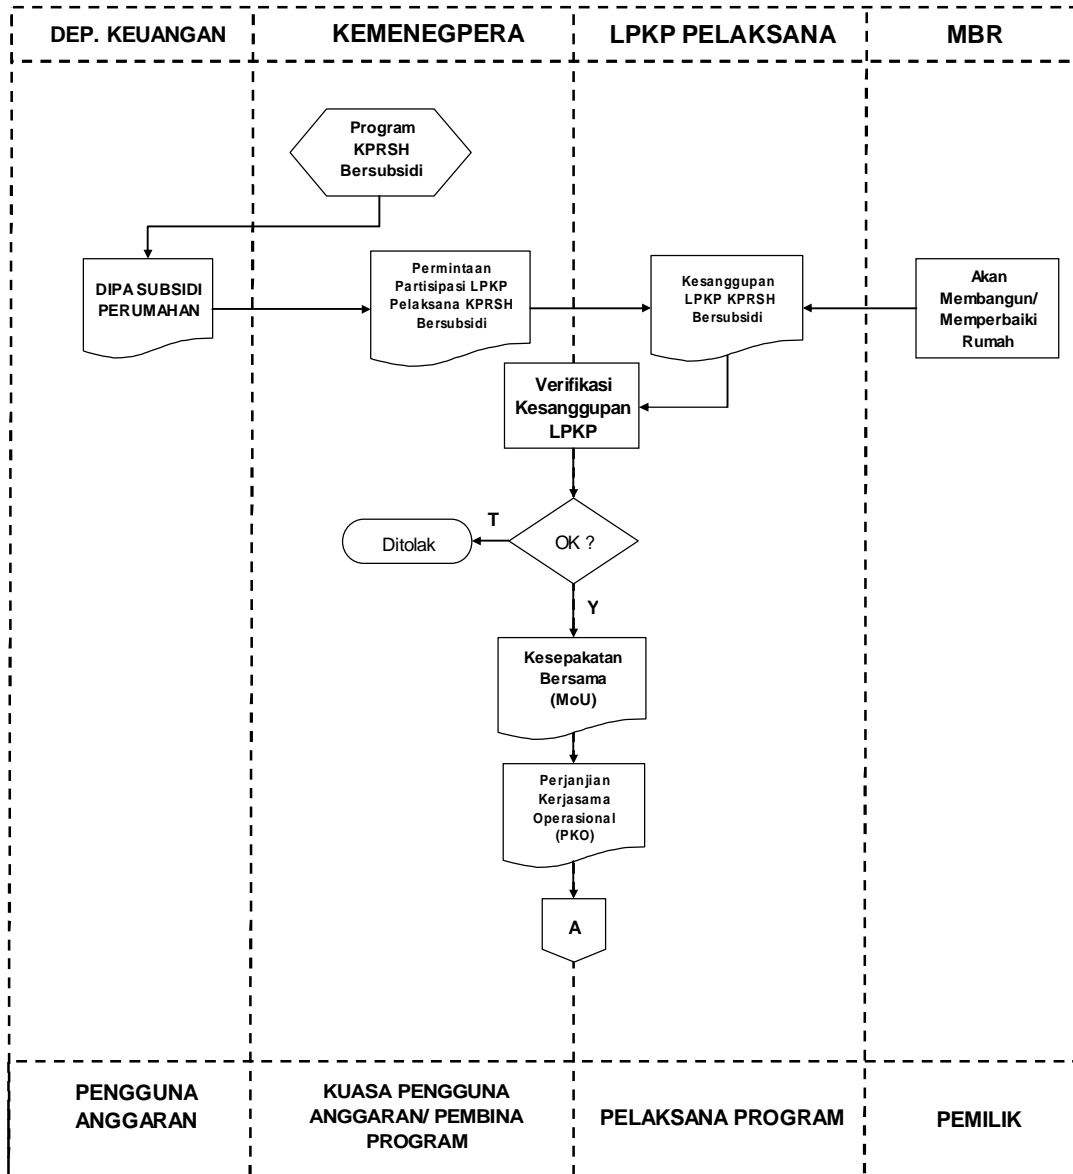 DEP. KEUANGAN
KEMENEGPERA
LPKP PELAKSANA
MBR
Program
KPRSH
Bersubsidi
DIPA SUBSIDI
PERUMAHAN
Permintaan
Partisipasi LPKP
Pelaksana KPRSH
Bersubsidi
Kesanggupan
LPKP KPRSH
Bersubsidi
Akan
Membangun/
Memperbaiki
Rumah
Verifikasi
Kesanggupan
LPKP
OK ?
T
Ditolak
Y
Kesepakatan
Bersama
(MoU)
Perjanjian
Kerjasama
Operasional
(PKO)
A
PENGGUNA
ANGGARAN
KUASA PENGGUNA
ANGGARAN/ PEMBINA
PROGRAM
PELAKSANA PROGRAM
PEMILIK